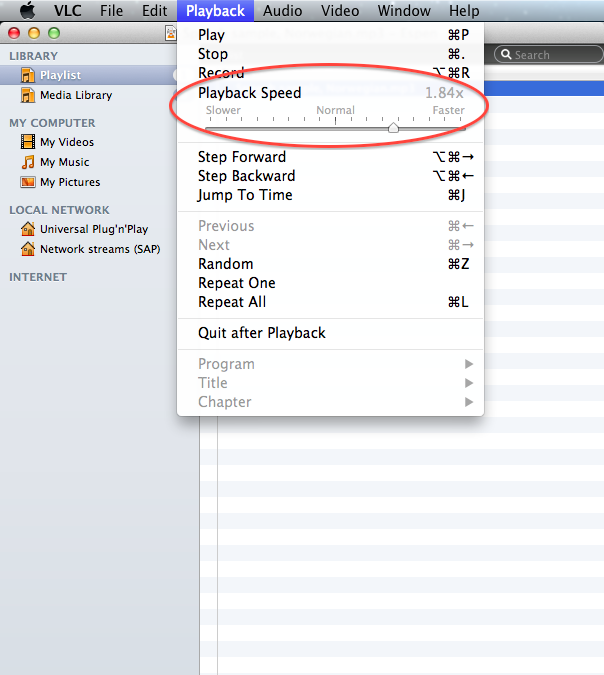 VLC File Edit Playback Audio Video Window Help
LIBRARY
Playlist
Media Library
MY COMPUTER
My Videos
My Music
My Pictures
LOCAL NETWORK
Universal Plug'n'Play
Network streams (SAP)
INTERNET
Search
Play ⌘P
Stop ⌘.
Record ⌥⌘R
Playback Speed 1.84x
Slower Normal Faster
Step Forward ⌥⌘→
Step Backward ⌥⌘←
Jump To Time ⌘J
Previous ⌘←
Next ⌘→
Random ⌘Z
Repeat One
Repeat All ⌘L
Quit after Playback
Program ▶
Title ▶
Chapter ▶